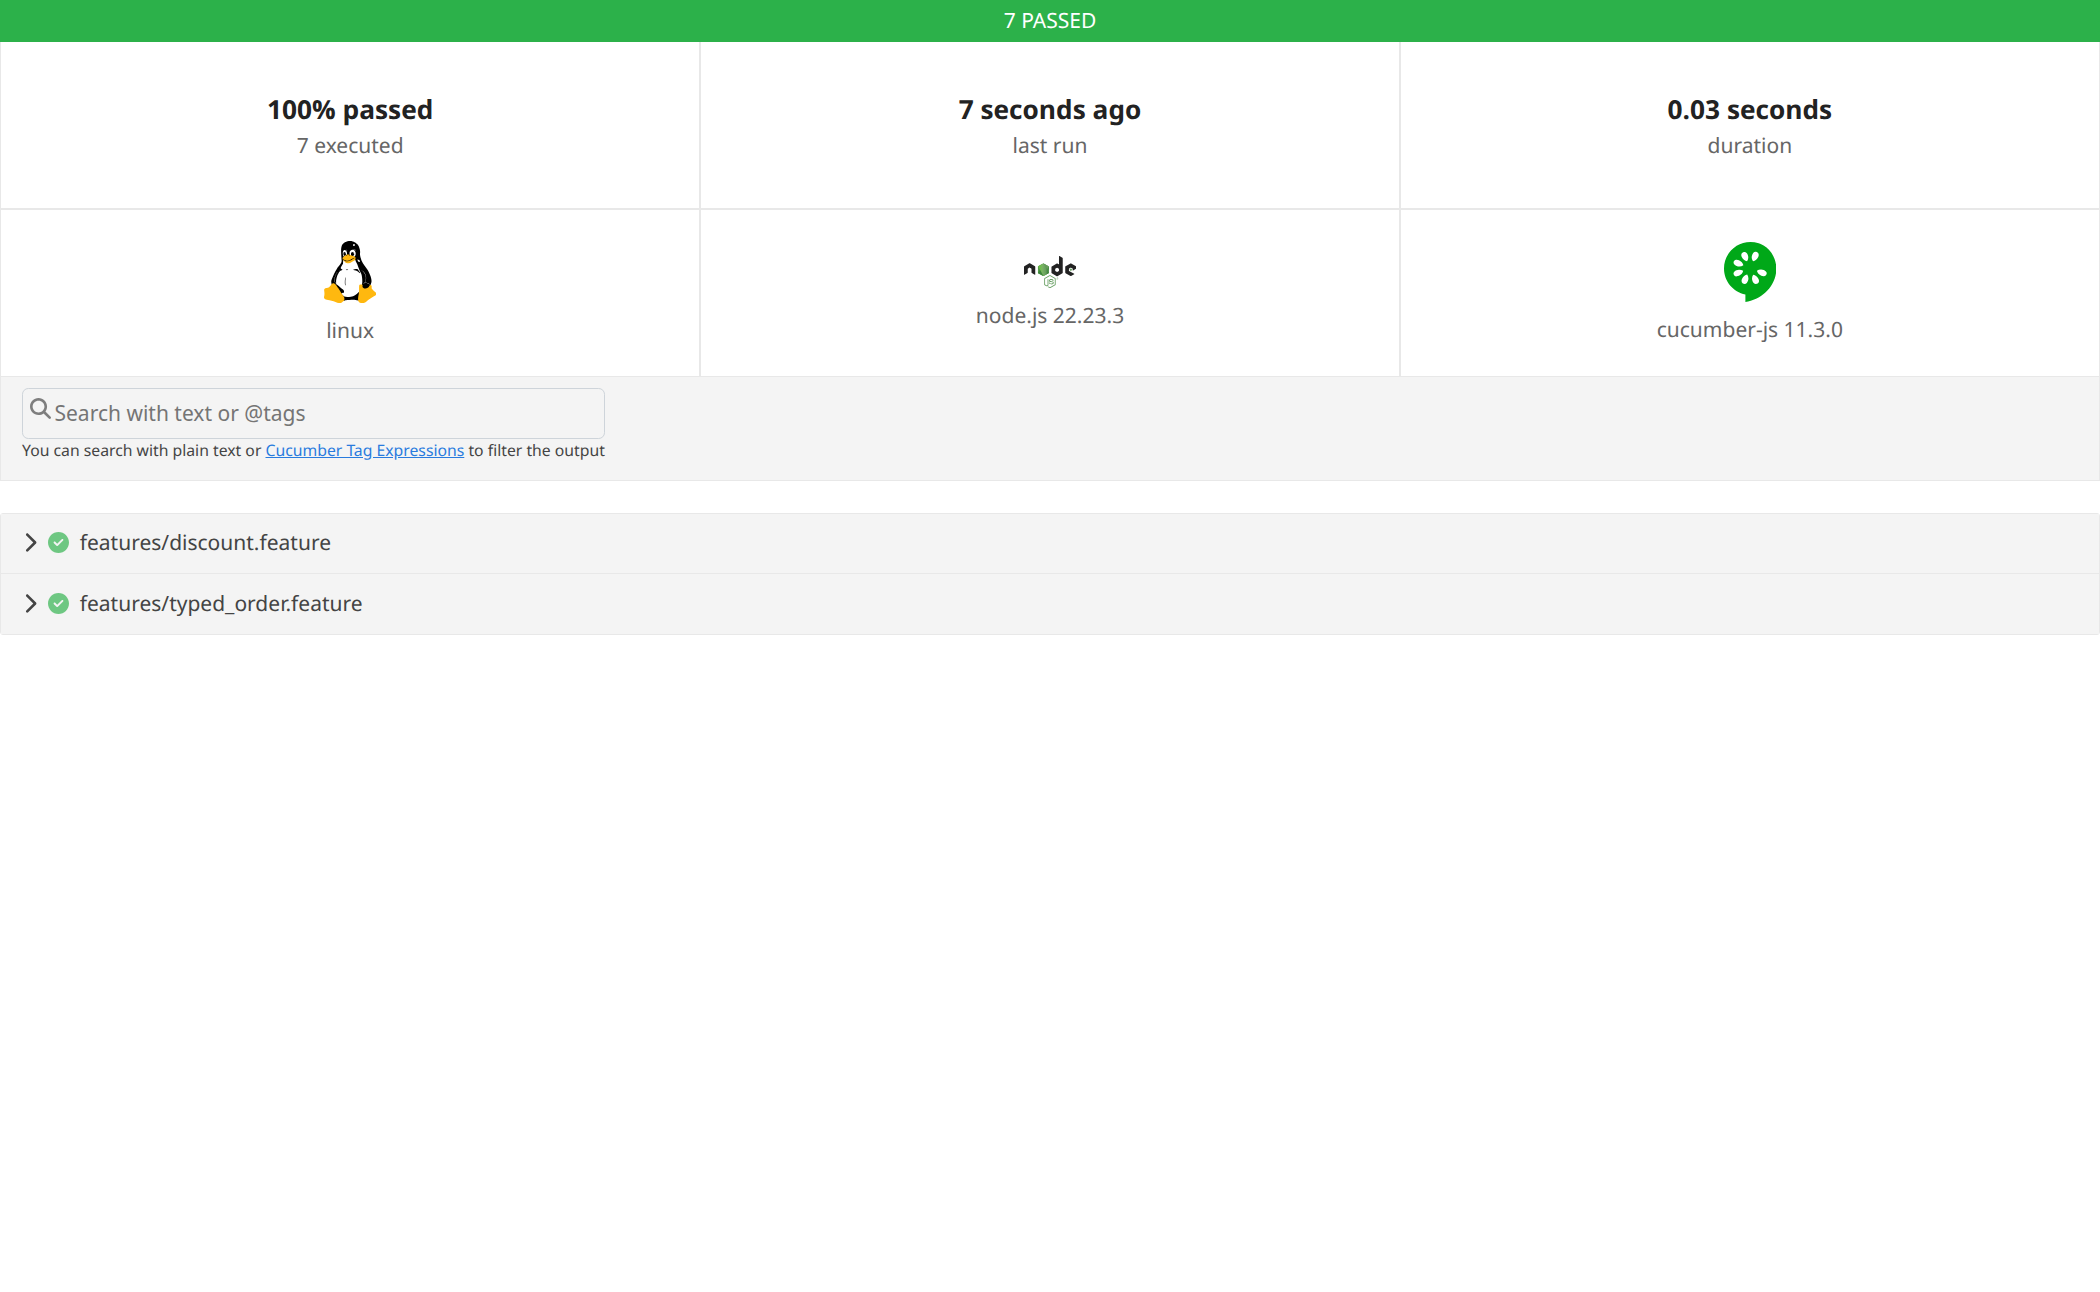 7 PASSED
100% passed
7 executed
7 seconds ago
last run
0.03 seconds
duration
linux
node
JS
node.js 22.23.3
cucumber-js 11.3.0
Search with text or @tags
You can search with plain text or Cucumber Tag Expressions to filter the output
features/discount.feature
features/typed_order.feature